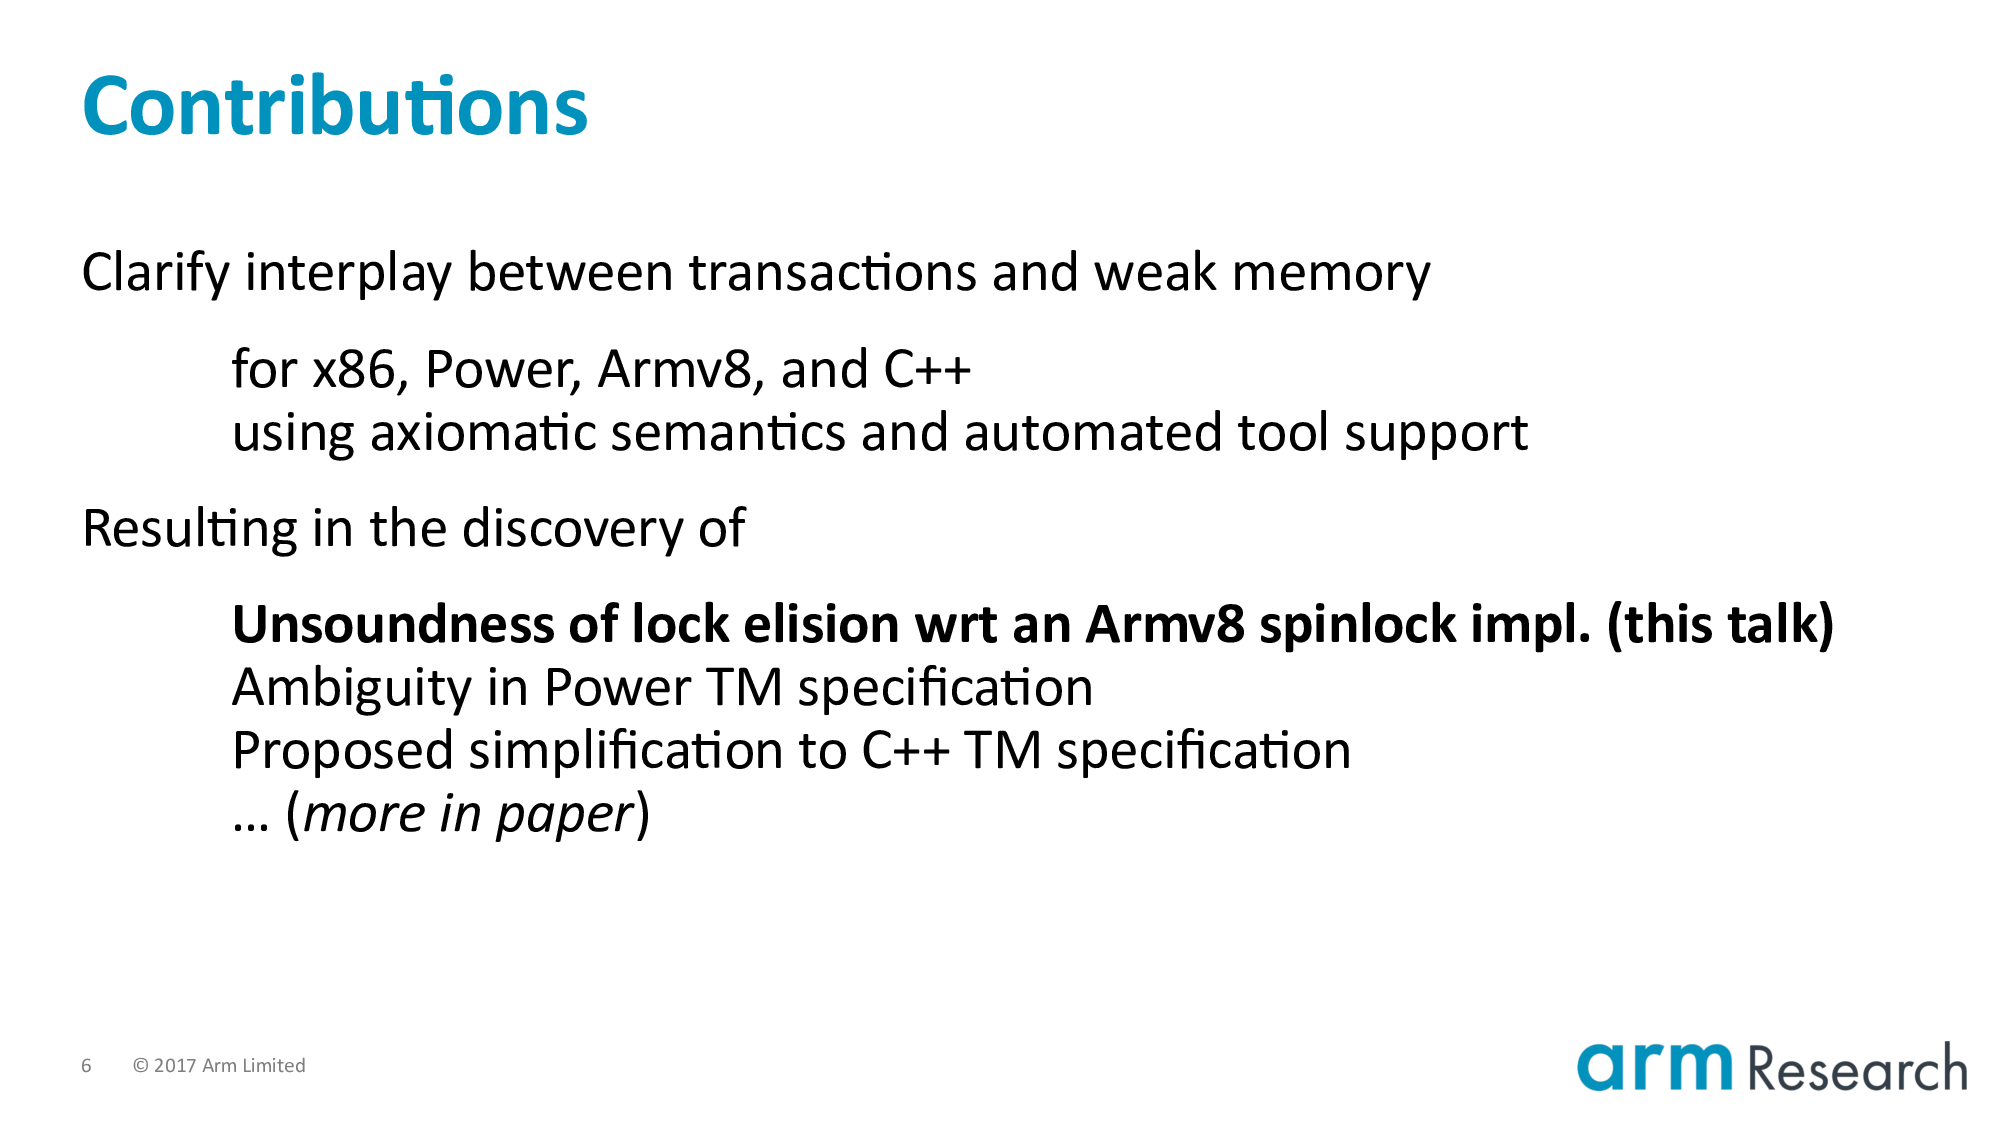 Contributions
Clarify interplay between transactions and weak memory
for x86, Power, Armv8, and C++
using axiomatic semantics and automated tool support
Resulting in the discovery of
Unsoundness of lock elision wrt an Armv8 spinlock impl. (this talk)
Ambiguity in Power TM specification
Proposed simplification to C++ TM specification
… (more in paper)
6 © 2017 Arm Limited
arm Research